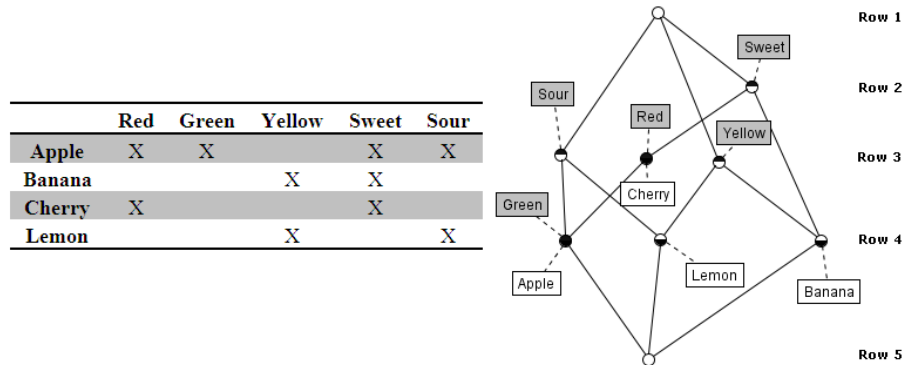 Red Green Yellow Sweet Sour
Apple X X X X
Banana X X
Cherry X X
Lemon X X
Row 1
Sweet
Row 2
Sour
Red
Yellow
Row 3
Cherry
Green
Row 4
Apple
Lemon
Banana
Row 5